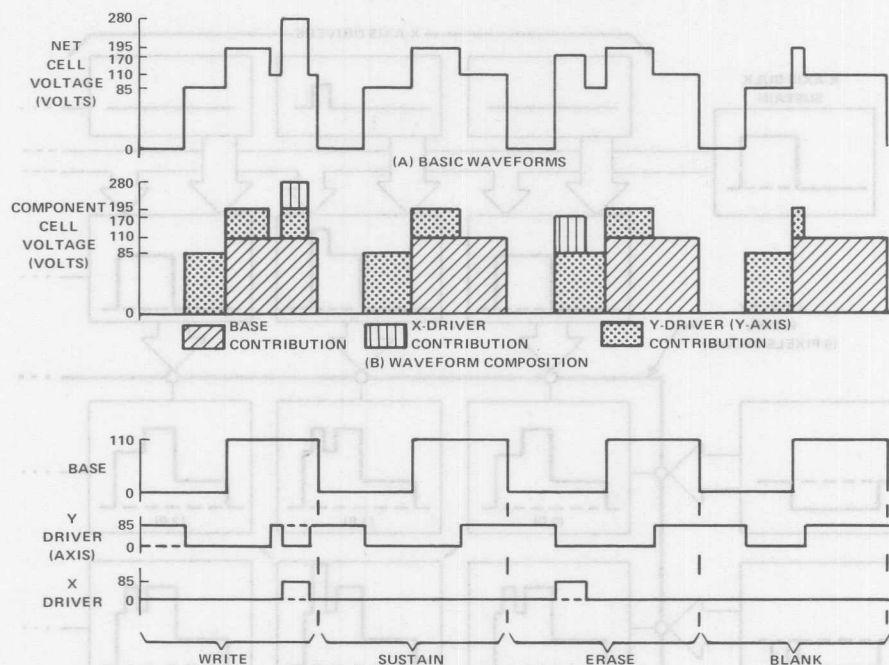 280
195
170
110
85
0
NET
CELL
VOLTAGE
(VOLTS)
(A) BASIC WAVEFORMS
280
195
170
110
85
0
COMPONENT
CELL
VOLTAGE
(VOLTS)
BASE
CONTRIBUTION
X-DRIVER
CONTRIBUTION
Y-DRIVER (Y-AXIS)
CONTRIBUTION
(B) WAVEFORM COMPOSITION
110
BASE
0
Y
DRIVER
(AXIS)
85
0
X
DRIVER
85
0
WRITE
SUSTAIN
ERASE
BLANK